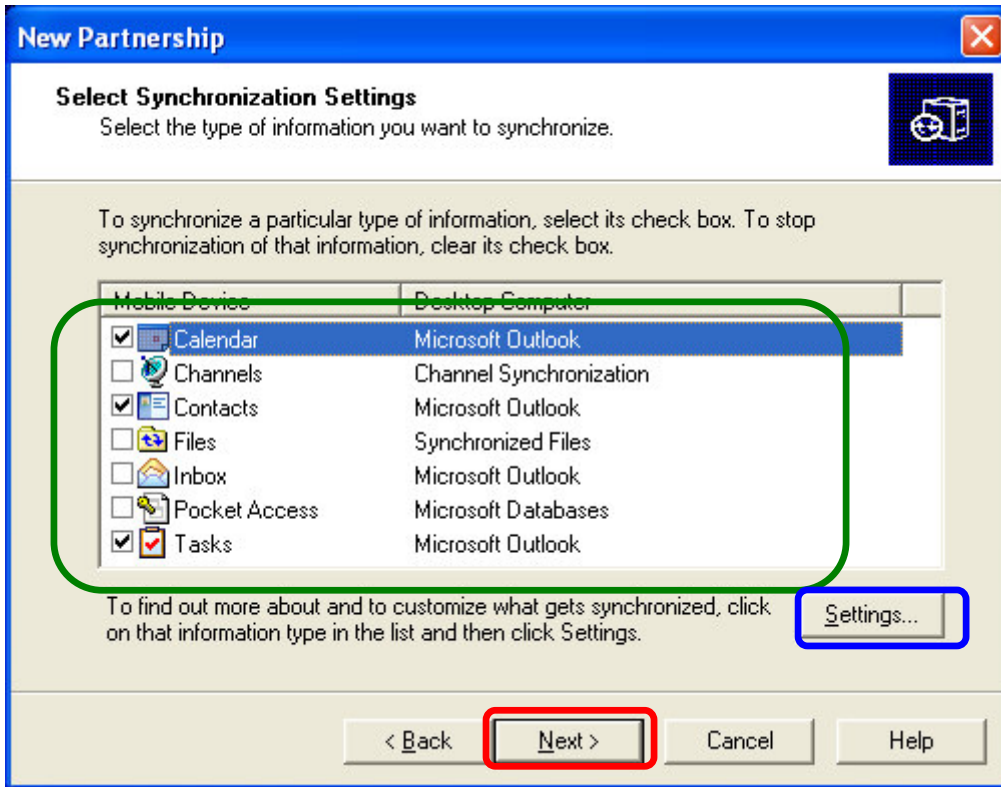 New Partnership
Select Synchronization Settings
Select the type of information you want to synchronize.
To synchronize a particular type of information, select its check box. To stop
synchronization of that information, clear its check box.
Mobile Device Desktop Computer
Calendar Microsoft Outlook
Channels Channel Synchronization
Contacts Microsoft Outlook
Files Synchronized Files
Inbox Microsoft Outlook
Pocket Access Microsoft Databases
Tasks Microsoft Outlook
To find out more about and to customize what gets synchronized, click
on that information type in the list and then click Settings.
Settings...
< Back Next > Cancel Help